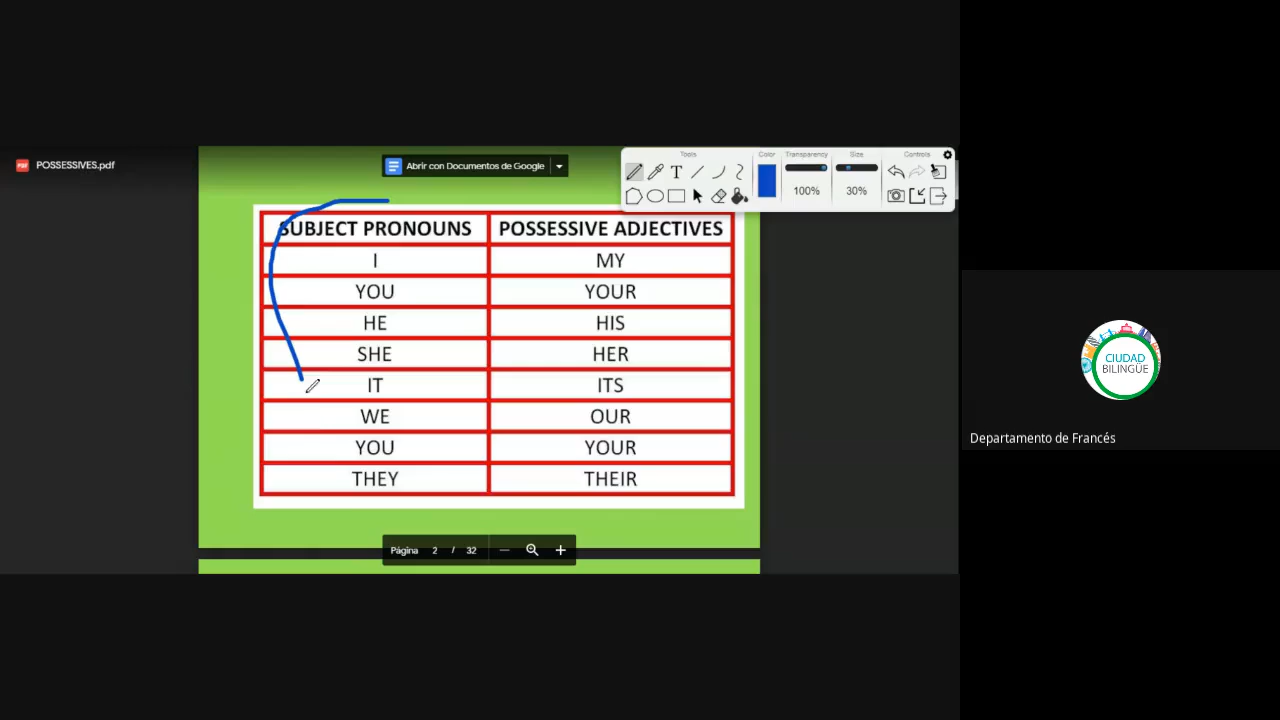 POSSESSIVES.pdf
Abrir con Documentos de Google
Tools
Color
Transparency
Size
Controls
100%
30%
SUBJECT PRONOUNS POSSESSIVE ADJECTIVES
I MY
YOU YOUR
HE HIS
SHE HER
IT ITS
WE OUR
YOU YOUR
THEY THEIR
Página 2 / 32
CIUDAD
BILINGÜE
Departamento de Francés